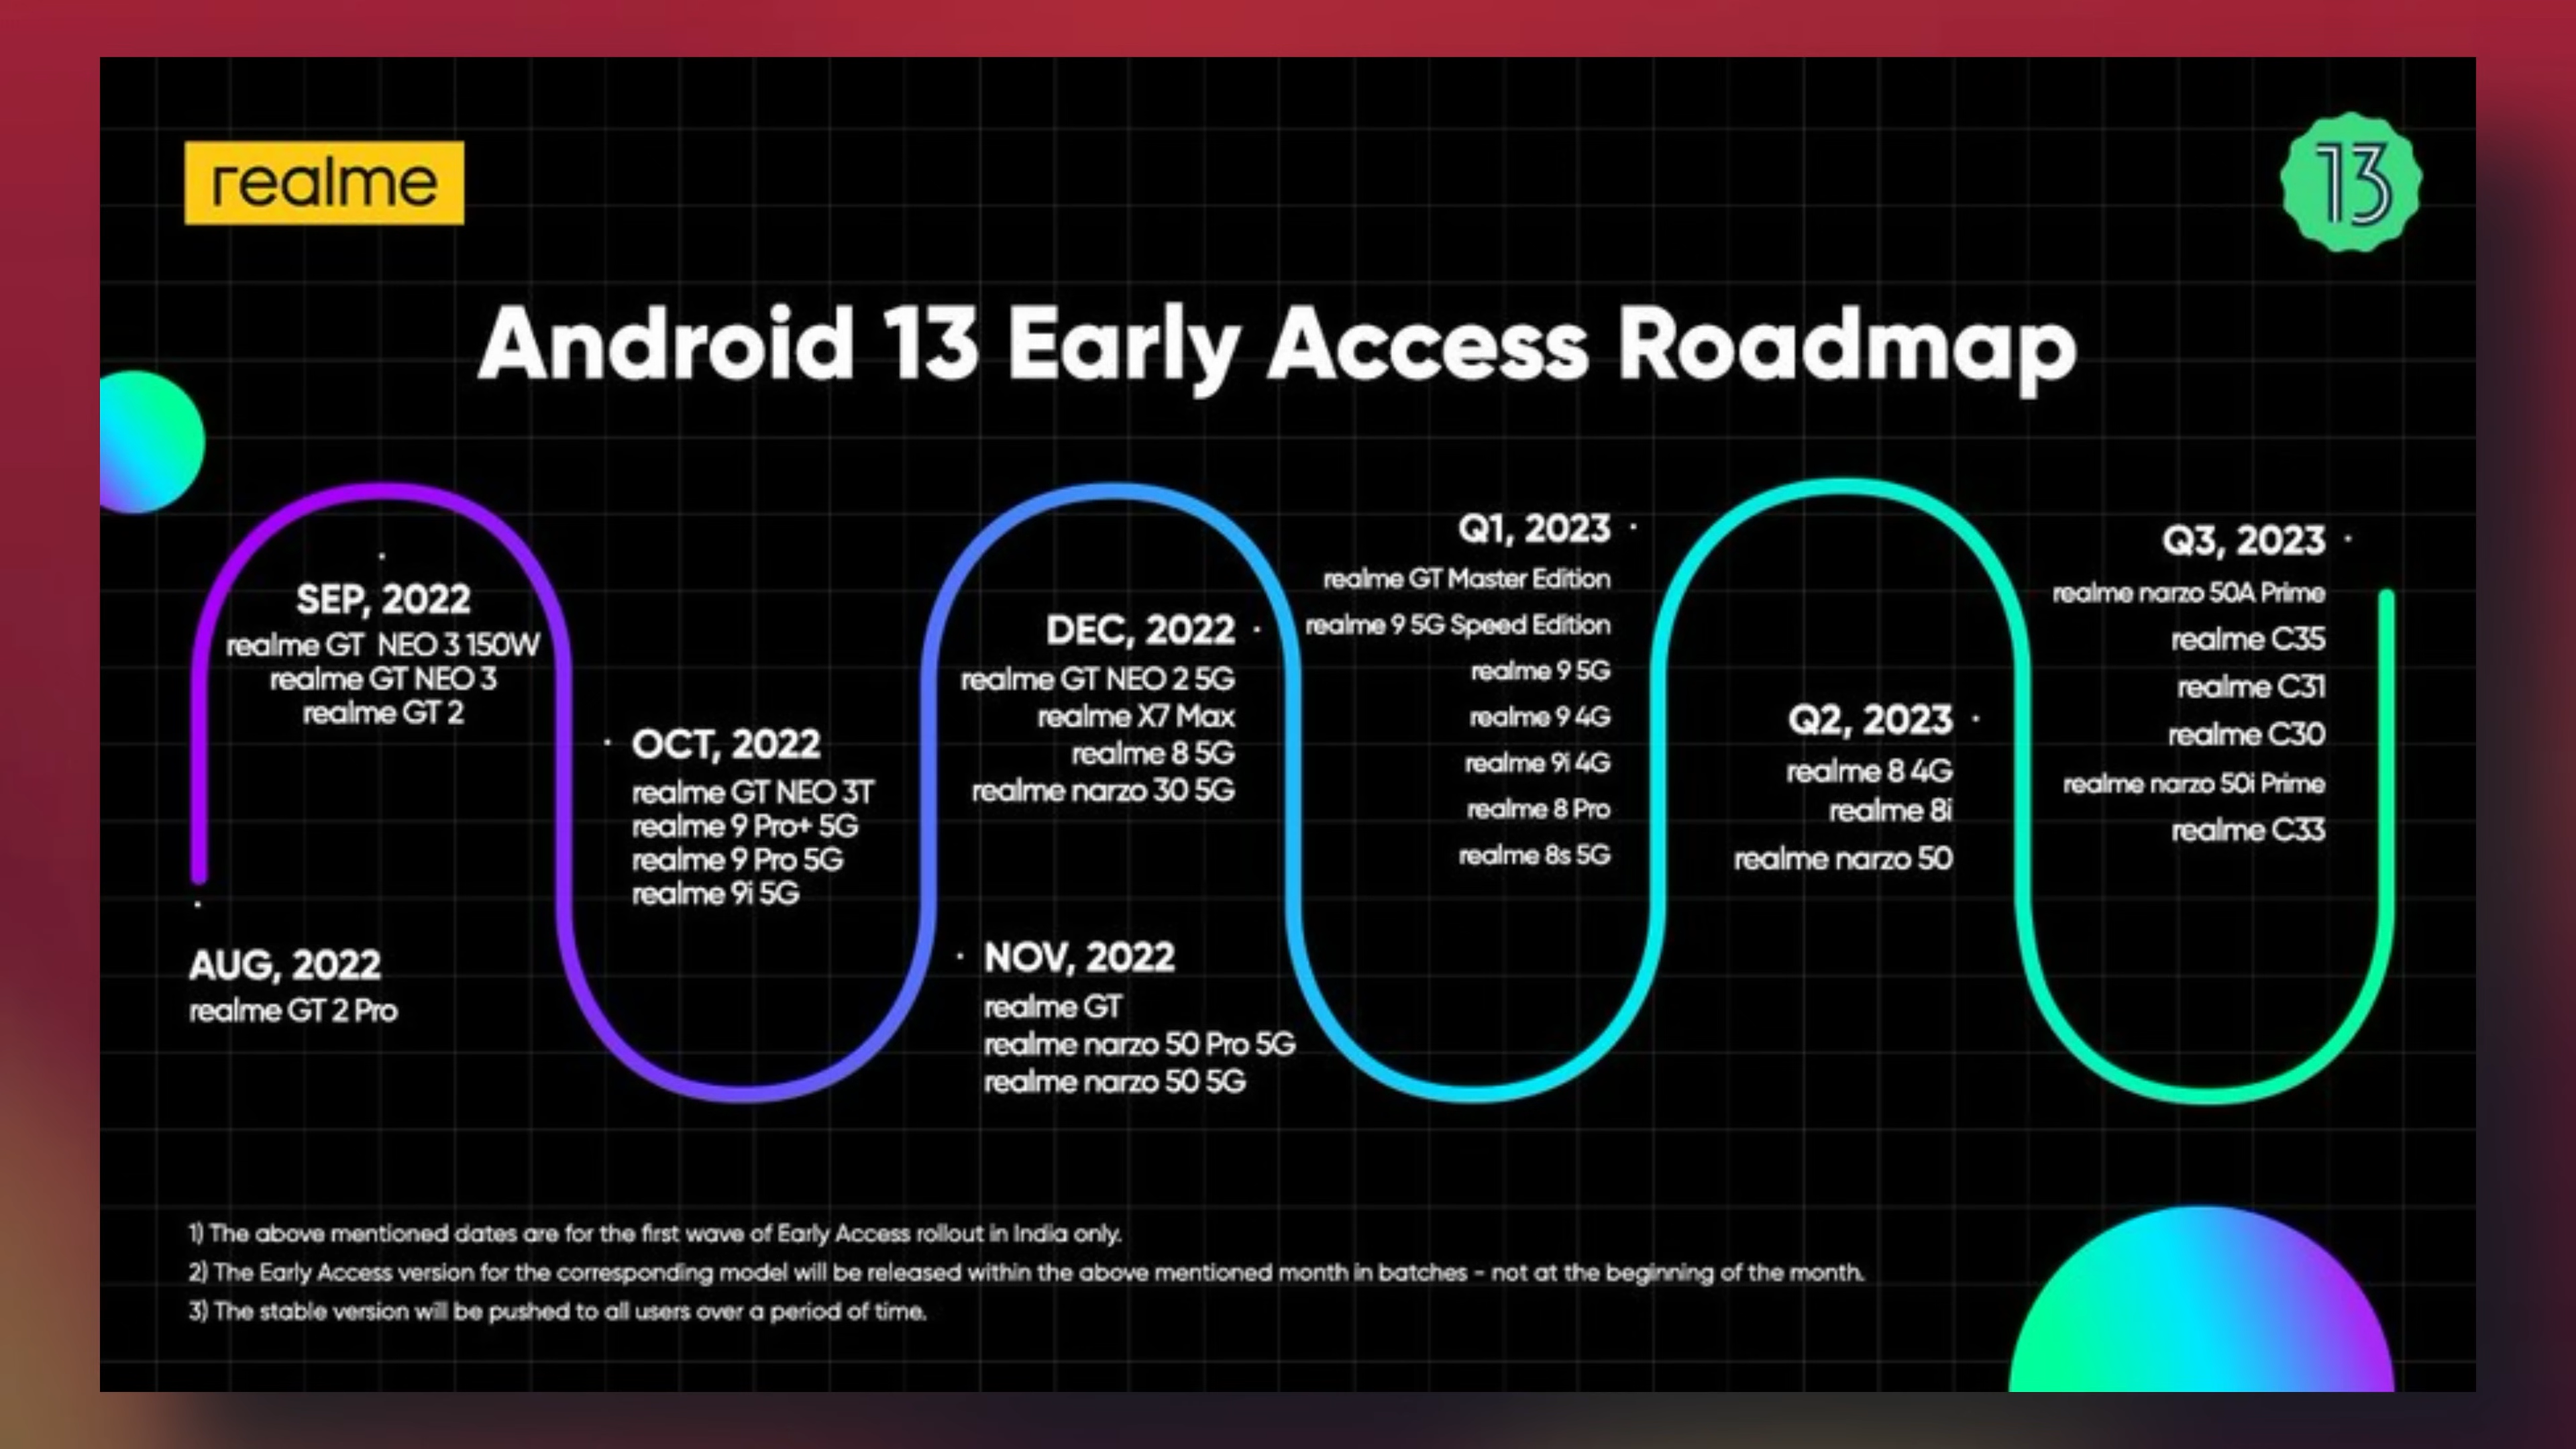 realme
13
Android 13 Early Access Roadmap
AUG, 2022
realme GT 2 Pro
SEP, 2022
realme GT NEO 3 150W
realme GT NEO 3
realme GT 2
OCT, 2022
realme GT NEO 3T
realme 9 Pro+ 5G
realme 9 Pro 5G
realme 9i 5G
NOV, 2022
realme GT
realme narzo 50 Pro 5G
realme narzo 50 5G
DEC, 2022
realme GT NEO 2 5G
realme X7 Max
realme 8 5G
realme narzo 30 5G
Q1, 2023
realme GT Master Edition
realme 9 5G Speed Edition
realme 9 5G
realme 9 4G
realme 9i 4G
realme 8 Pro
realme 8s 5G
Q2, 2023
realme 8 4G
realme 8i
realme narzo 50
Q3, 2023
realme narzo 50A Prime
realme C35
realme C31
realme C30
realme narzo 50i Prime
realme C33
1) The above mentioned dates are for the first wave of Early Access rollout in India only.
2) The Early Access version for the corresponding model will be released within the above mentioned month in batches - not at the beginning of the month.
3) The stable version will be pushed to all users over a period of time.